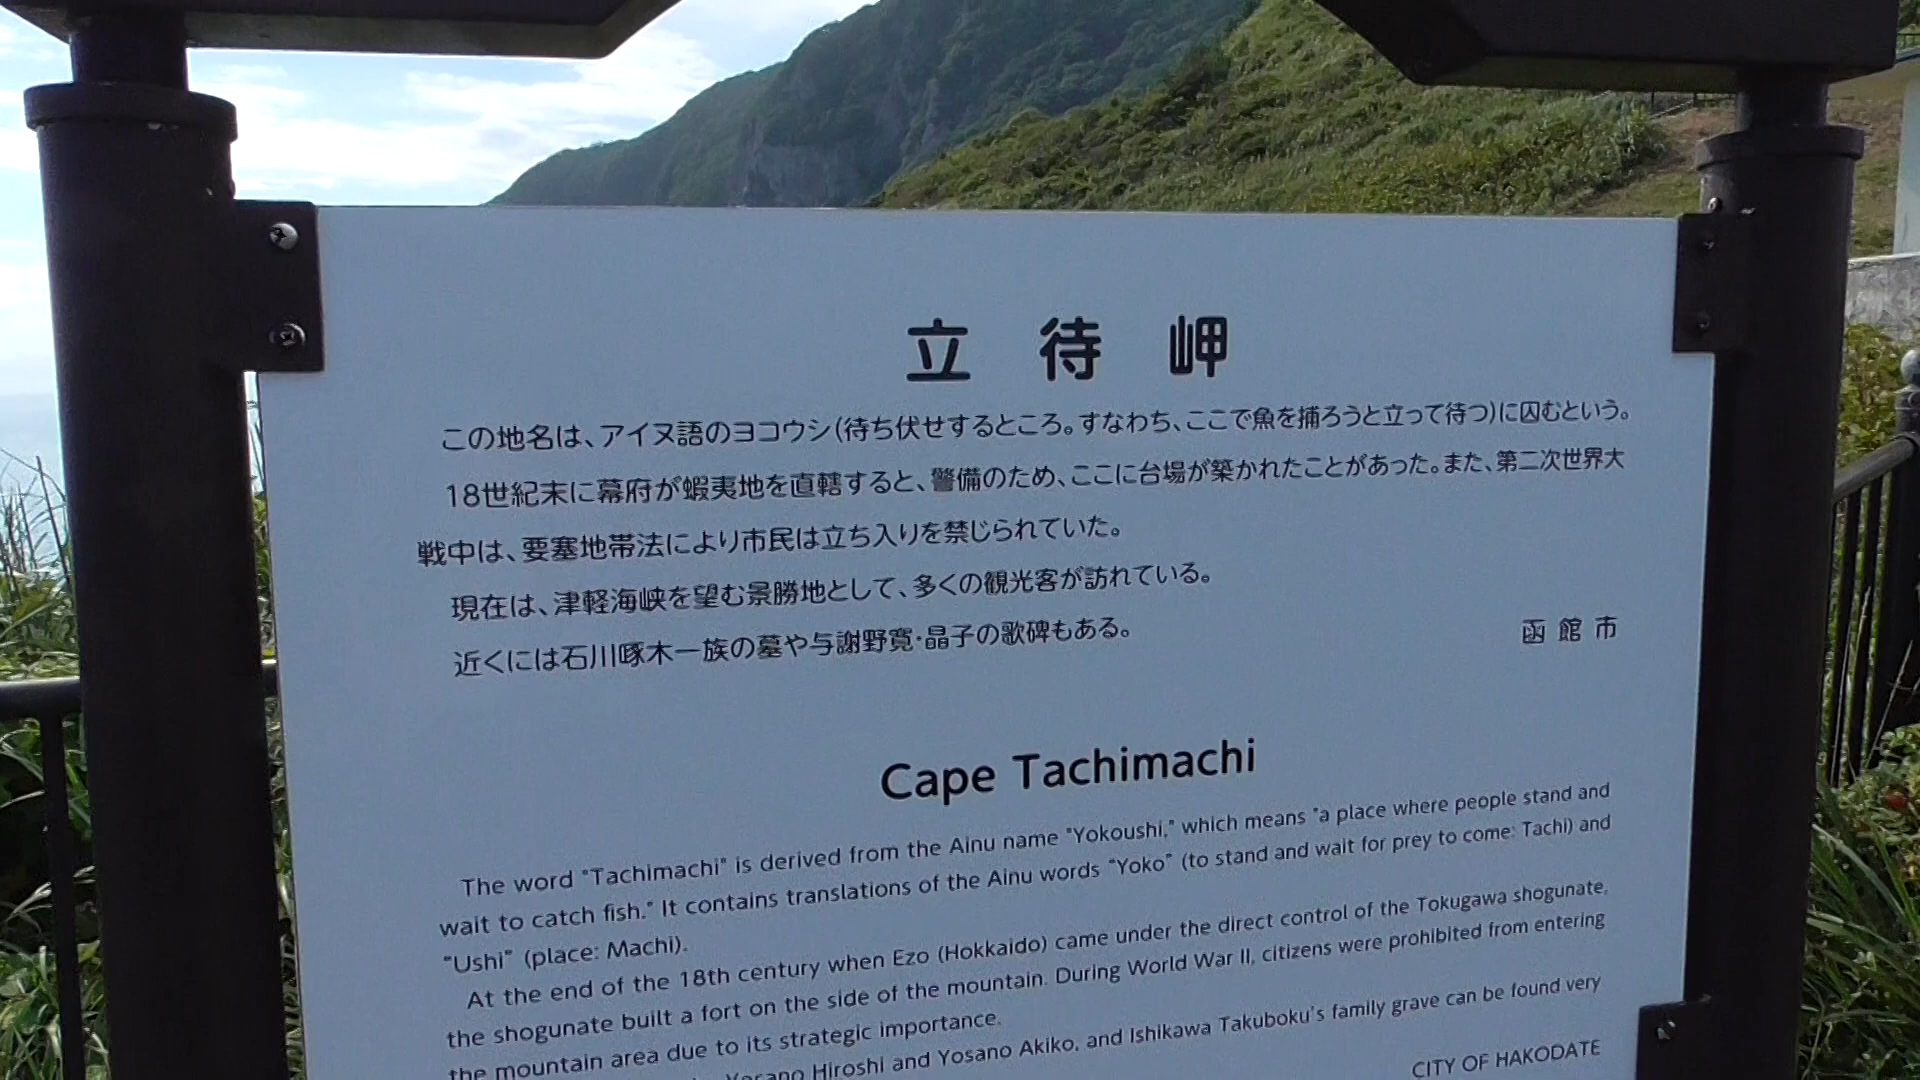 立待岬
この地名は、アイヌ語のヨコウシ(待ち伏せするところ。すなわち、ここで魚を捕ろうと立って待つ)に因むという。
18世紀末に幕府が蝦夷地を直轄すると、警備のため、ここに台場が築かれたことがあった。また、第二次世界大
戦中は、要塞地帯法により市民は立ち入りを禁じられていた。
現在は、津軽海峡を望む景勝地として、多くの観光客が訪れている。
近くには石川啄木一族の墓や与謝野寛・晶子の歌碑もある。
函館市
Cape Tachimachi
The word "Tachimachi" is derived from the Ainu name "Yokoushi," which means "a place where people stand and
wait to catch fish." It contains translations of the Ainu words "Yoko" (to stand and wait for prey to come: Tachi) and
"Ushi" (place: Machi).
At the end of the 18th century when Ezo (Hokkaido) came under the direct control of the Tokugawa shogunate,
the shogunate built a fort on the side of the mountain. During World War II, citizens were prohibited from entering
the mountain area due to its strategic importance.
Yosano Hiroshi and Yosano Akiko, and Ishikawa Takuboku's family grave can be found very
CITY OF HAKODATE